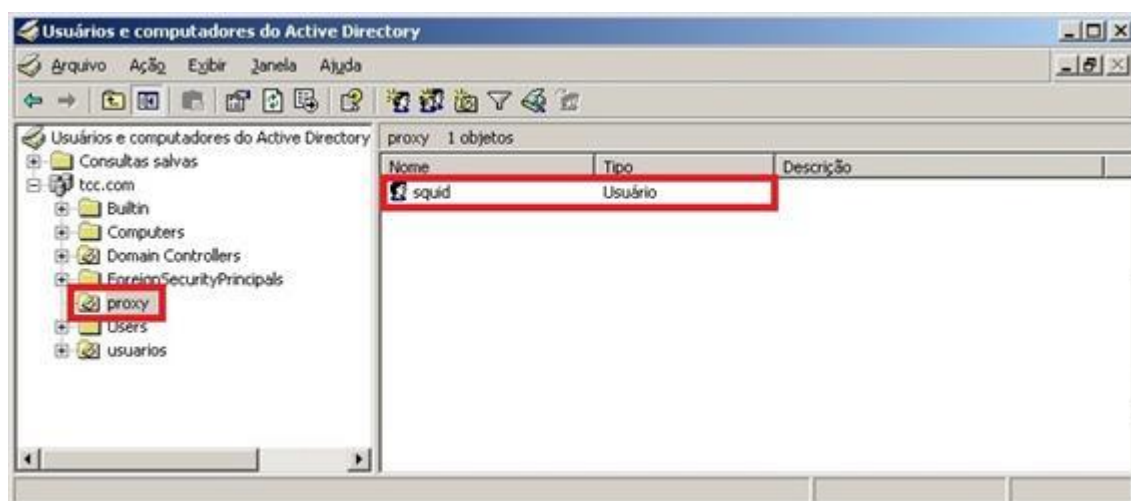 Usuários e computadores do Active Directory
Arquivo Ação Exibir Janela Ajuda
Usuários e computadores do Active Directory
Consultas salvas
tcc.com
Builtin
Computers
Domain Controllers
ForeignSecurityPrincipals
proxy
Users
usuarios
proxy 1 objetos
Nome Tipo Descrição
squid Usuário